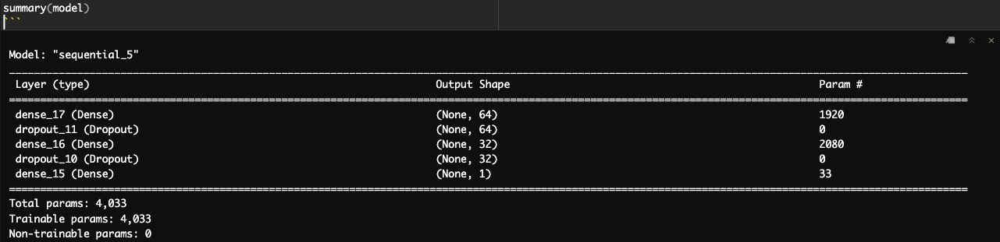 summary(model)
```
Model: "sequential_5"
Layer (type) Output Shape Param #
dense_17 (Dense) (None, 64) 1920
dropout_11 (Dropout) (None, 64) 0
dense_16 (Dense) (None, 32) 2080
dropout_10 (Dropout) (None, 32) 0
dense_15 (Dense) (None, 1) 33
Total params: 4,033
Trainable params: 4,033
Non-trainable params: 0